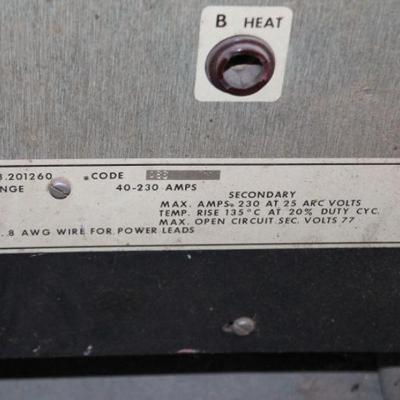 B HEAT
.201260 CODE
NGE 40-230 AMPS
SECONDARY
MAX. AMPS. 230 AT 25 ARC VOLTS
TEMP. RISE 135°C AT 20% DUTY CYC.
MAX. OPEN CIRCUIT SEC. VOLTS 77
.8 AWG WIRE FOR POWER LEADS